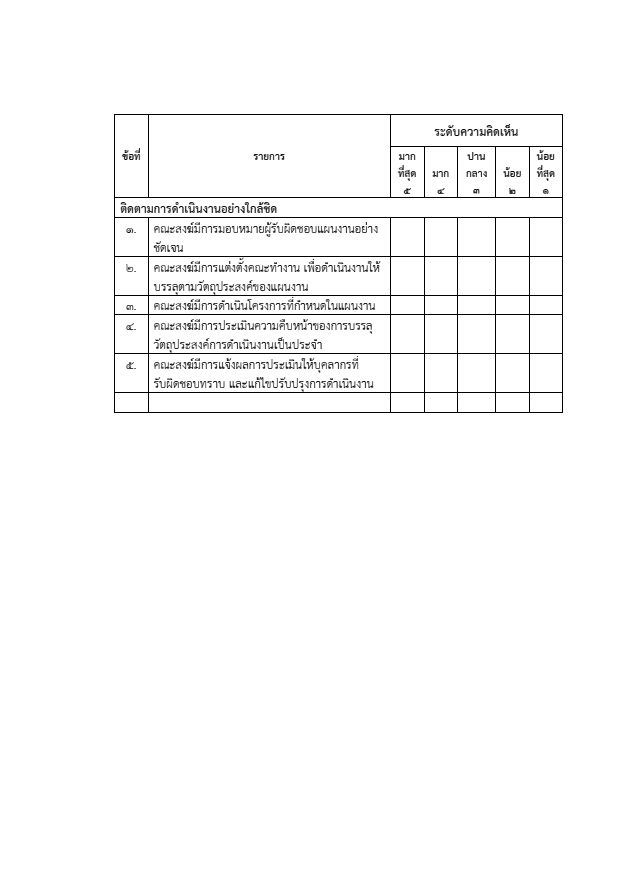 ข้อที่ รายการ ระดับความคิดเห็น
มาก ปาน น้อย
ที่สุด มาก กลาง น้อย ที่สุด
๕ ๔ ๓ ๒ ๑
ติดตามการดำเนินงานอย่างใกล้ชิด
๑. คณะสงฆ์มีการมอบหมายผู้รับผิดชอบแผนงานอย่าง
ชัดเจน
๒. คณะสงฆ์มีการแต่งตั้งคณะทำงาน เพื่อดำเนินงานให้
บรรลุตามวัตถุประสงค์ของแผนงาน
๓. คณะสงฆ์มีการดำเนินโครงการที่กำหนดในแผนงาน
๔. คณะสงฆ์มีการประเมินความคืบหน้าของการบรรลุ
วัตถุประสงค์การดำเนินงานเป็นประจำ
๕. คณะสงฆ์มีการแจ้งผลการประเมินให้บุคลากรที่
รับผิดชอบทราบ และแก้ไขปรับปรุงการดำเนินงาน